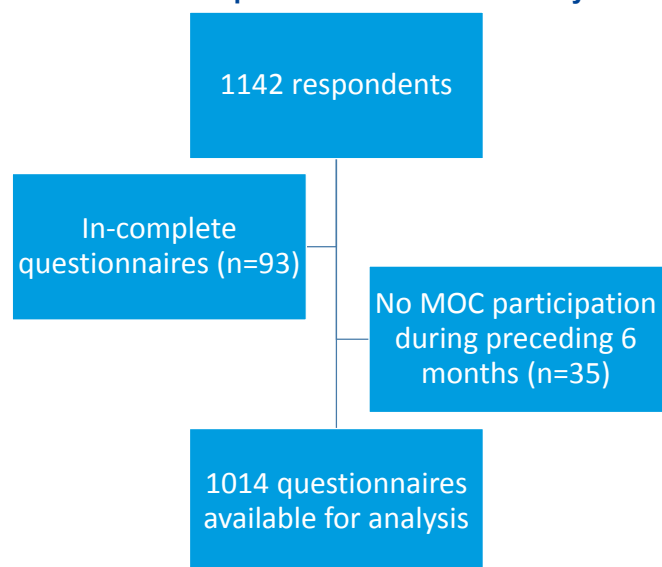 1142 respondents
In-complete
questionnaires (n=93)
No MOC participation
during preceding 6
months (n=35)
1014 questionnaires
available for analysis